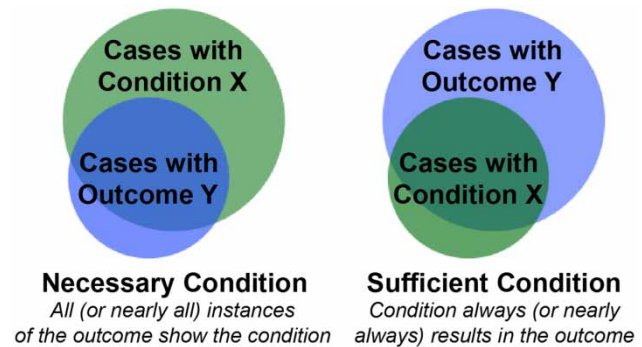 Cases with
Condition X
Cases with
Outcome Y
Necessary Condition
All (or nearly all) instances
of the outcome show the condition
Cases with
Outcome Y
Cases with
Condition X
Sufficient Condition
Condition always (or nearly
always) results in the outcome